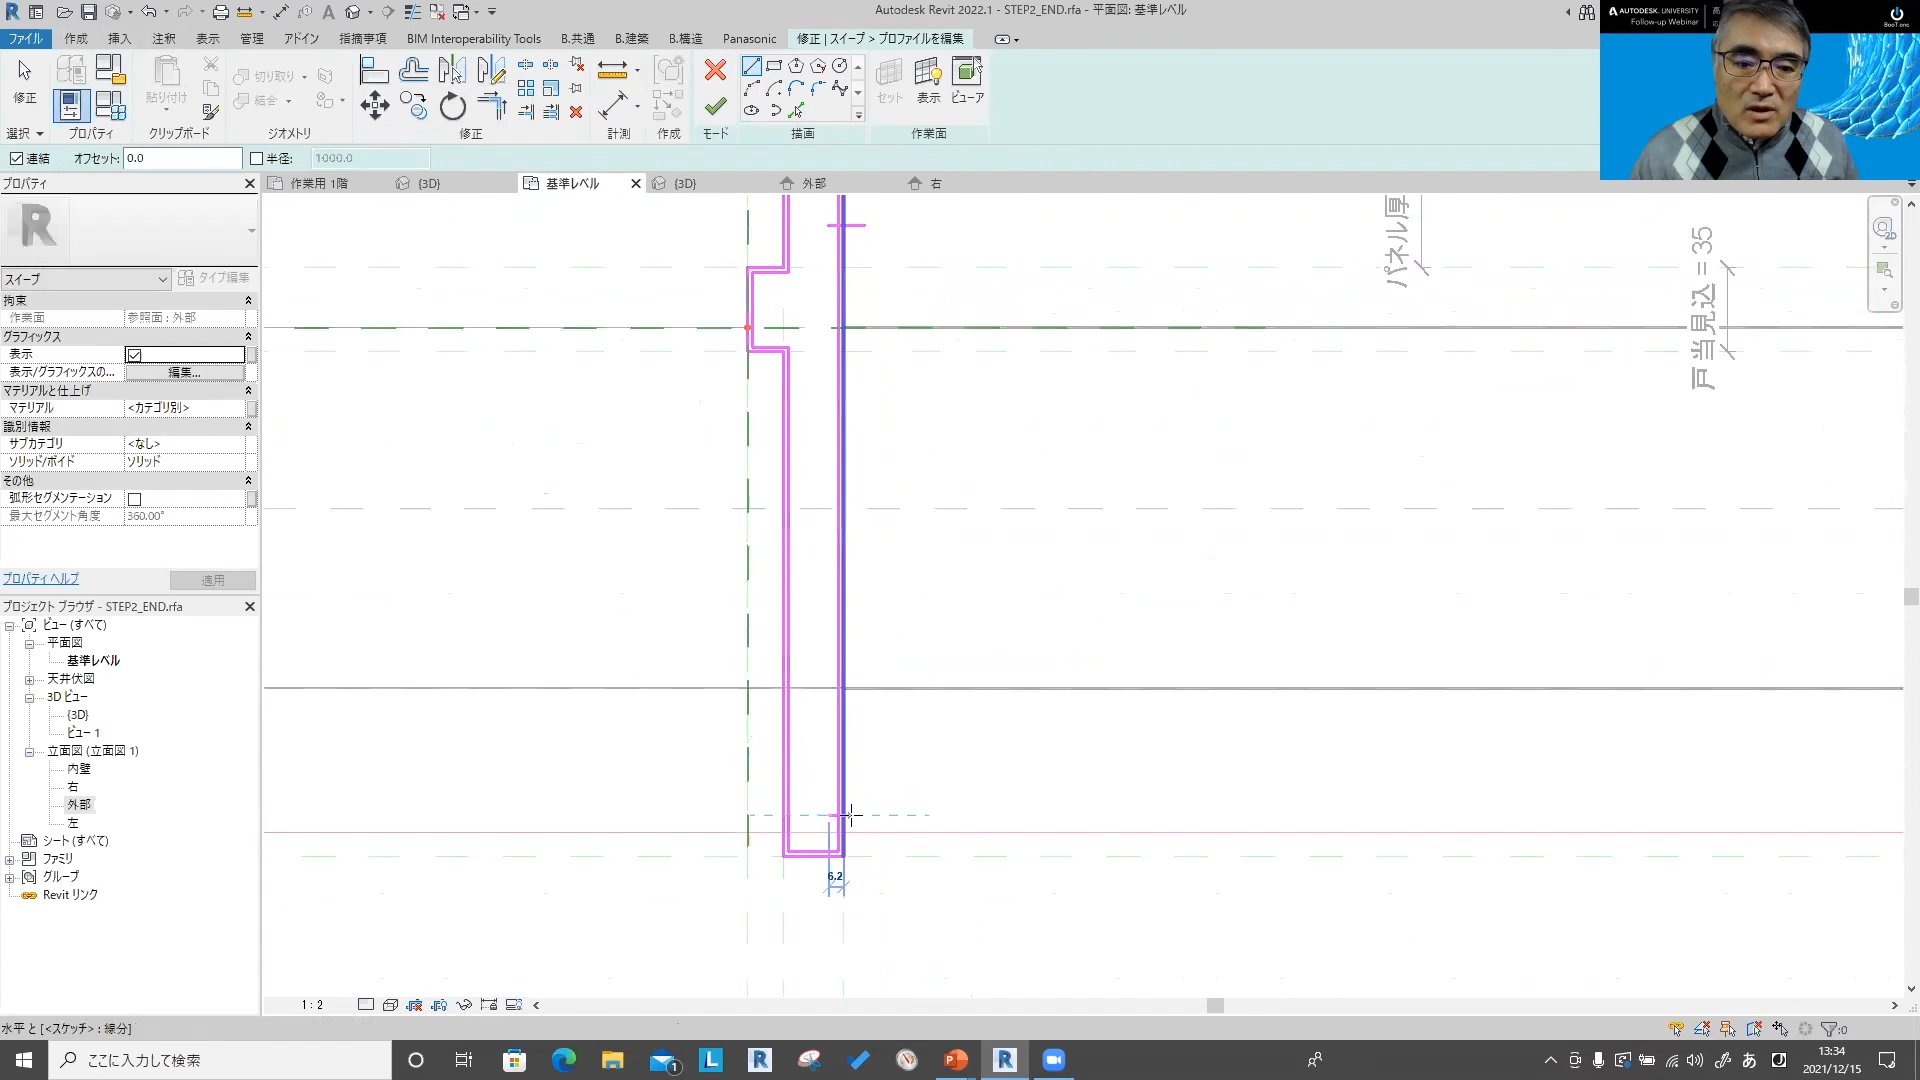 Autodesk Revit 2022.1 - STEP2_END.rfa - 平面図: 基準レベル
AUTODESK. UNIVERSITY
Follow-up Webinar
BooT.one
ファイル 作成 挿入 注釈 表示 管理 アドイン 指摘事項 BIM Interoperability Tools B.共通 B.建築 B.構造 Panasonic 修正 | スイープ > プロファイルを編集
修正 貼り付け 切り取り 結合 セット 表示 ビューア
選択 プロパティ クリップボード ジオメトリ 修正 計測 作成 モード 描画 作業面
連結 オフセット: 0.0 半径: 1000.0
プロパティ
作業用 1階 {3D} 基準レベル {3D} 外部 右
スイープ タイプ編集
拘束
作業面 参照面 : 外部
グラフィックス
表示
表示/グラフィックスの... 編集...
マテリアルと仕上げ
マテリアル <カテゴリ別>
識別情報
サブカテゴリ <なし>
ソリッド/ボイド ソリッド
その他
弧形セグメンテーション
最大セグメント角度 360.00°
プロパティ ヘルプ 適用
プロジェクト ブラウザ - STEP2_END.rfa
ビュー (すべて)
平面図
基準レベル
天井伏図
3D ビュー
{3D}
ビュー 1
立面図 (立面図 1)
内壁
右
外部
左
シート (すべて)
ファミリ
グループ
Revit リンク
パネル厚
戸当見込 = 35
6.2
1 : 2
水平 と [<スケッチ> : 線分]
:0
ここに入力して検索
あ
13:34
2021/12/15